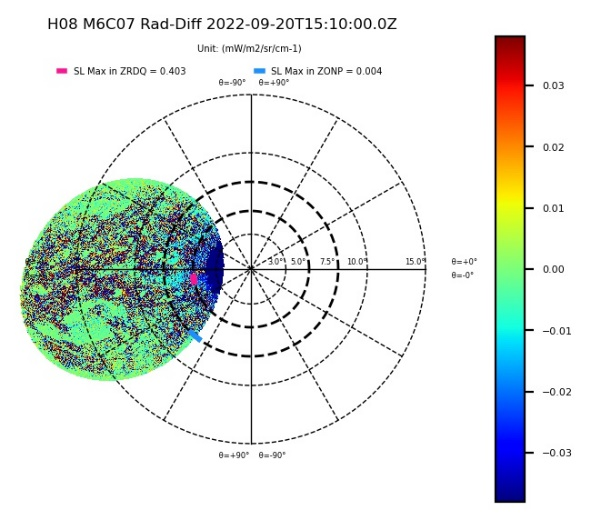 H08 M6C07 Rad-Diff 2022-09-20T15:10:00.0Z
Unit: (mW/m2/sr/cm-1)
SL Max in ZRDQ = 0.403 SL Max in ZONP = 0.004
θ=-90° θ=+90°
3.0° 5.0° 7.5° 10.0° 15.0° θ=+0°
θ=-0°
θ=+90° θ=-90°
0.03
0.02
0.01
0.00
−0.01
−0.02
−0.03